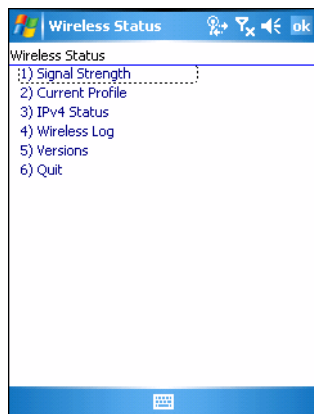 Wireless Status
ok
Wireless Status
1) Signal Strength
2) Current Profile
3) IPv4 Status
4) Wireless Log
5) Versions
6) Quit